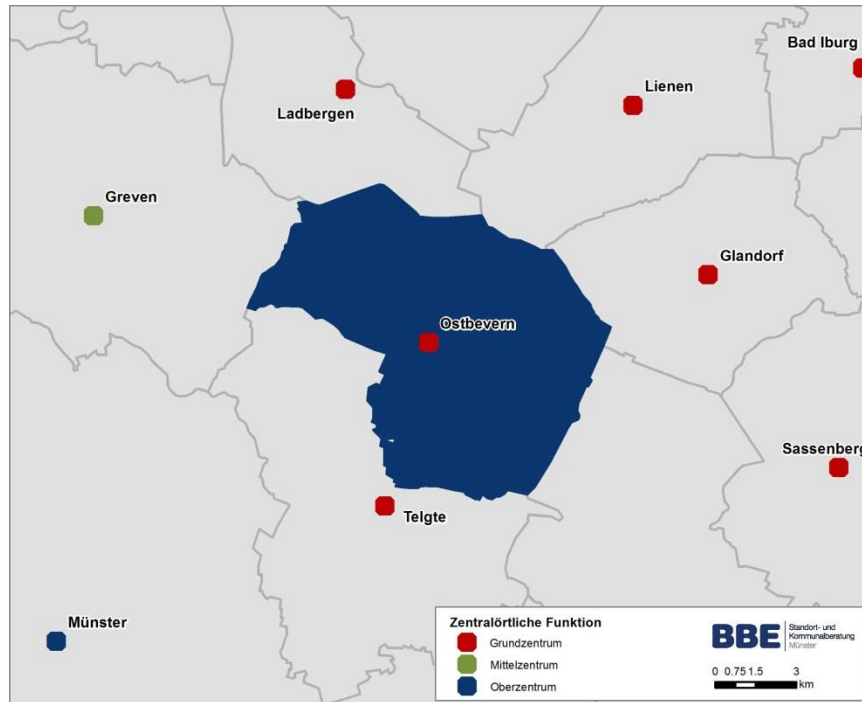 Bad Iburg
Lienen
Ladbergen
Greven
Glandorf
Ostbevern
Sassenberg
Telgte
Münster
Zentralörtliche Funktion
Grundzentrum
Mittelzentrum
Oberzentrum
BBE
Standort- und
Kommunalberatung
Münster
0 0.75 1.5 3
km